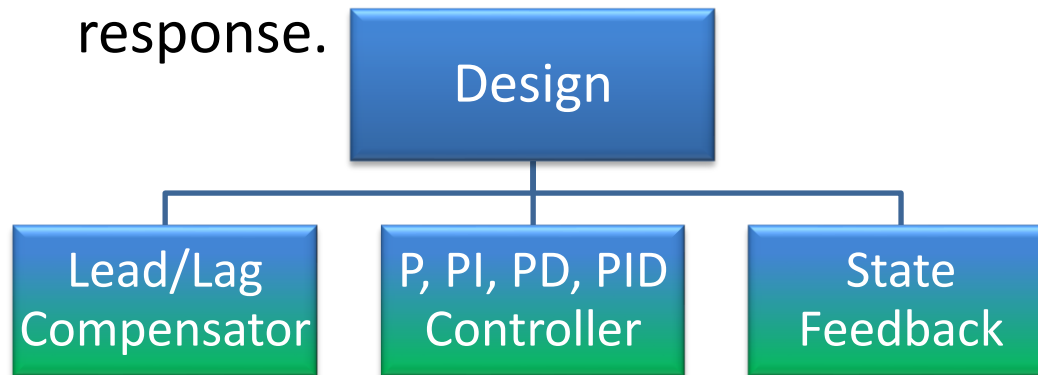 response.
Design
Lead/Lag
Compensator
P, PI, PD, PID
Controller
State
Feedback